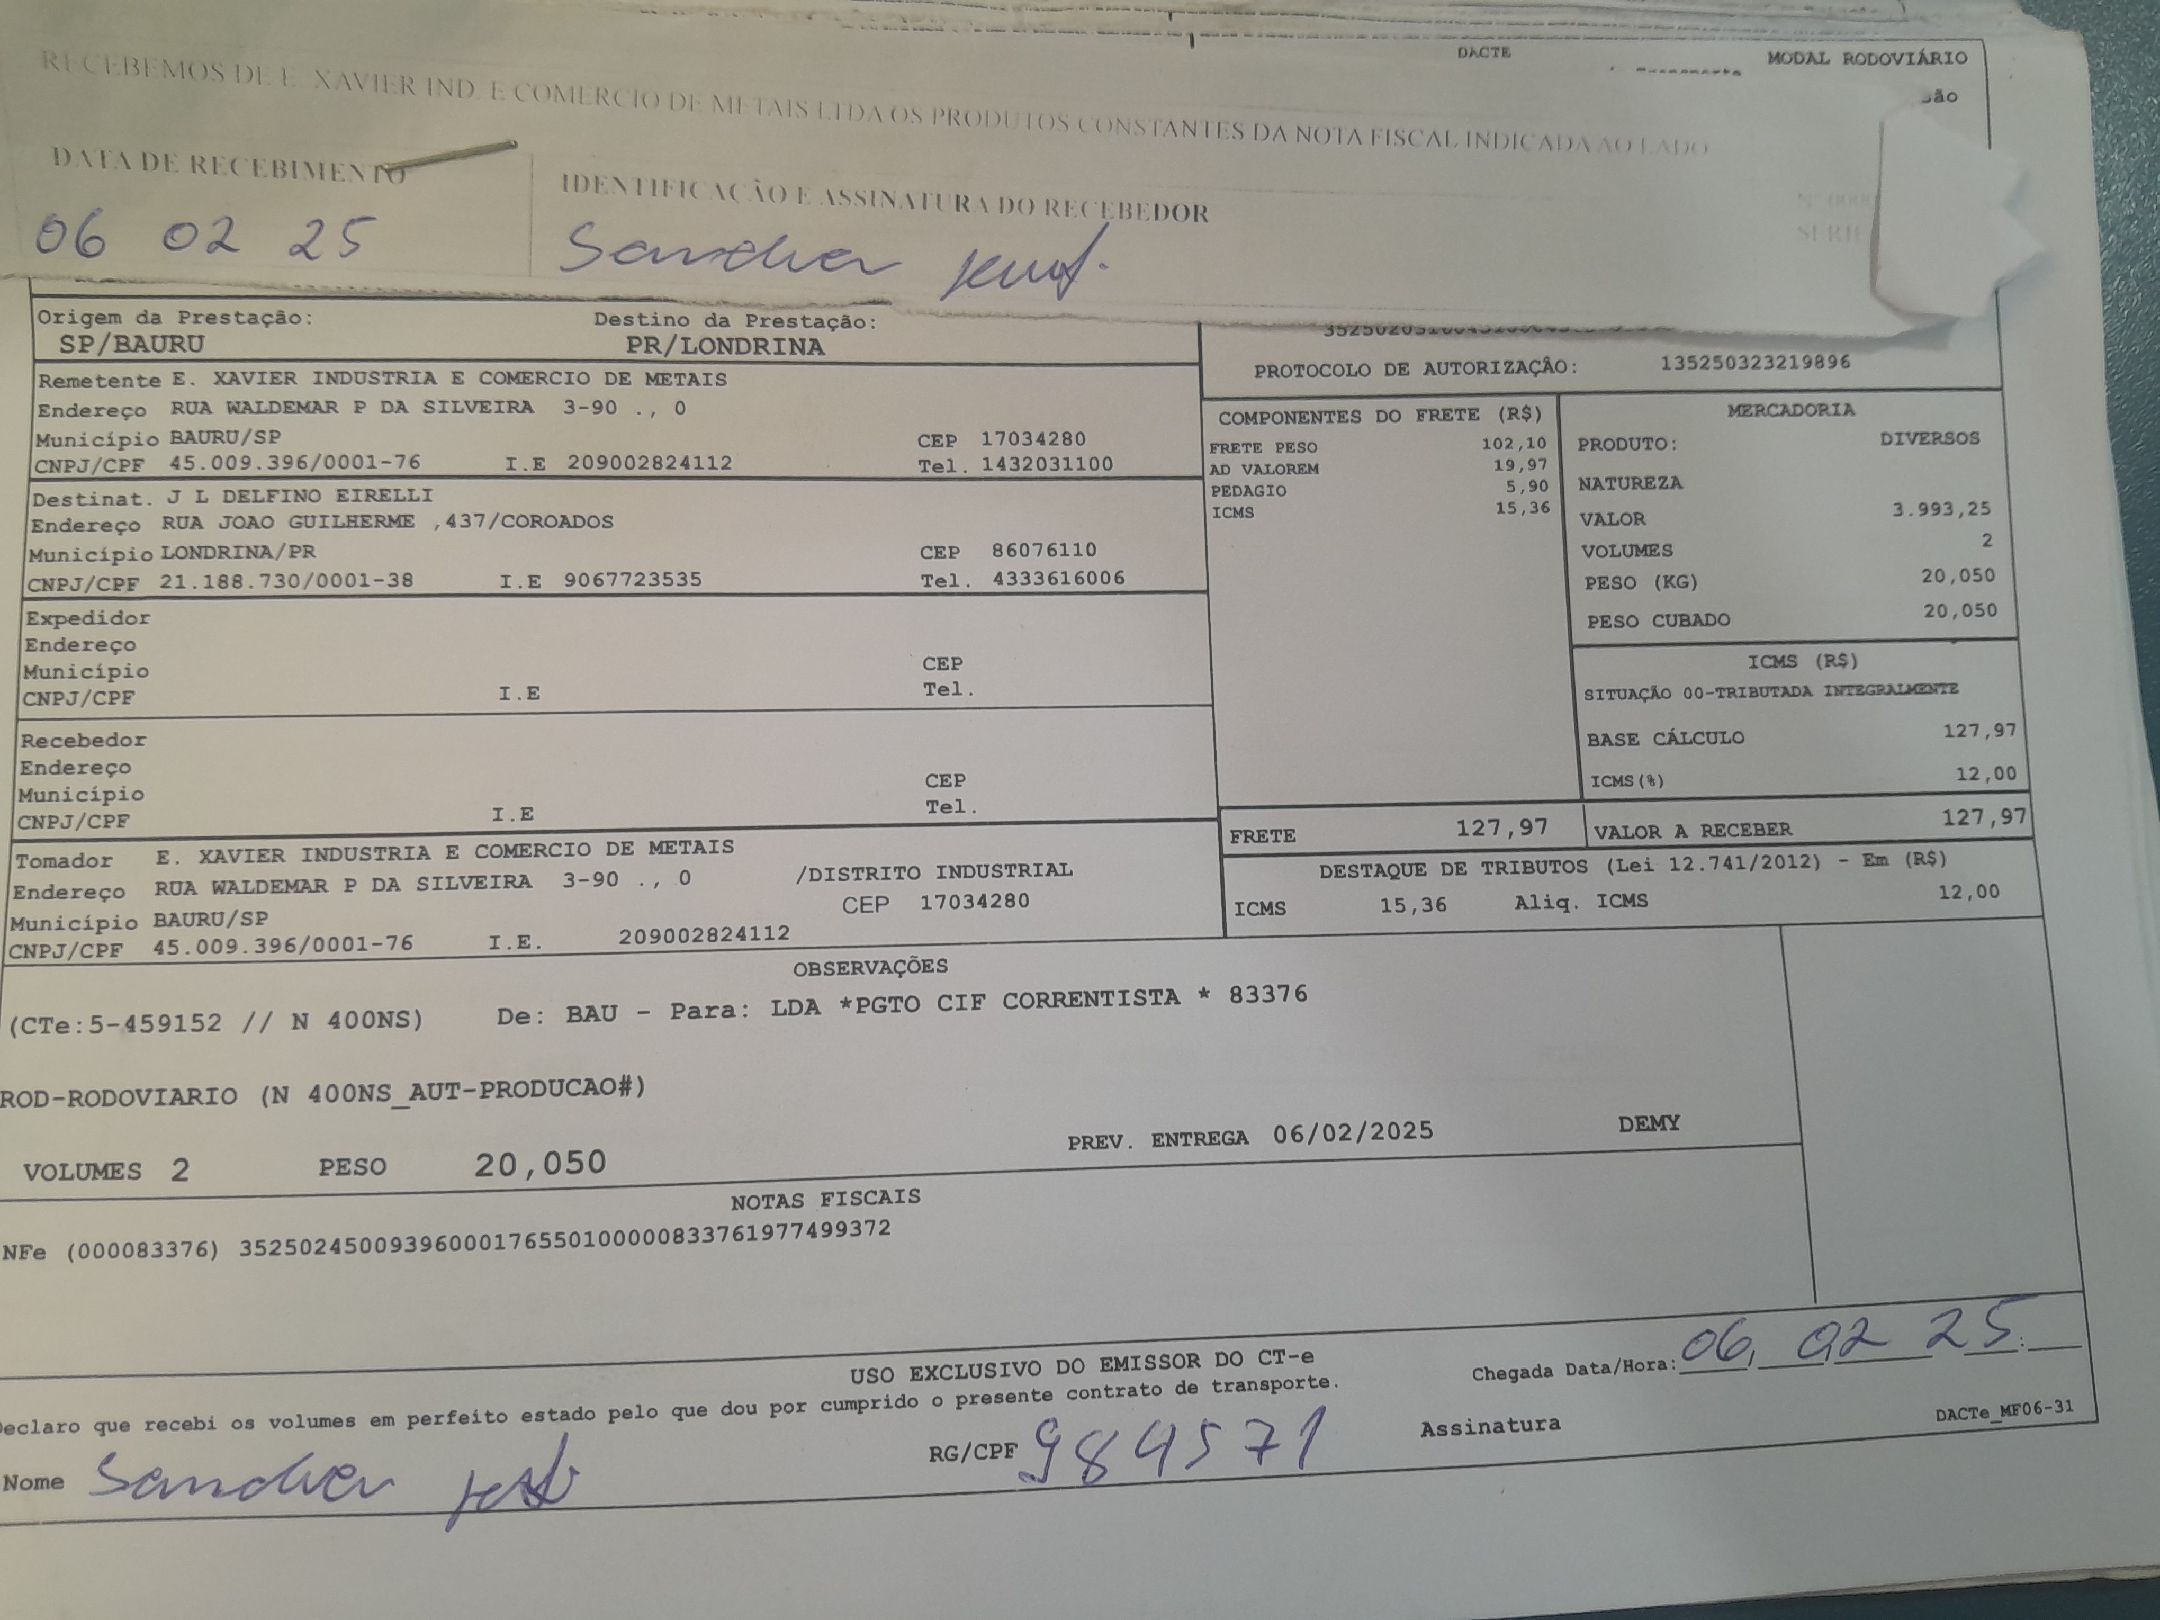 DACTE
MODAL RODOVIÁRIO
RECEBEMOS DE E. XAVIER IND. E COMERCIO DE METAIS LTDA OS PRODUTOS CONSTANTES DA NOTA FISCAL INDICADA AO LADO
DATA DE RECEBIMENTO
IDENTIFICAÇÃO E ASSINATURA DO RECEBEDOR
06 02 25
Sandra
Origem da Prestação:
Destino da Prestação:
SP/BAURU
PR/LONDRINA
PROTOCOLO DE AUTORIZAÇÃO: 135250323219896
Remetente E. XAVIER INDUSTRIA E COMERCIO DE METAIS
Endereço RUA WALDEMAR P DA SILVEIRA 3-90 ., 0
Município BAURU/SP CEP 17034280
CNPJ/CPF 45.009.396/0001-76 I.E 209002824112 Tel. 1432031100
Destinat. J L DELFINO EIRELLI
Endereço RUA JOAO GUILHERME ,437/COROADOS
Município LONDRINA/PR CEP 86076110
CNPJ/CPF 21.188.730/0001-38 I.E 9067723535 Tel. 4333616006
Expedidor
Endereço
Município CEP
CNPJ/CPF I.E Tel.
Recebedor
Endereço
Município CEP
CNPJ/CPF I.E Tel.
Tomador E. XAVIER INDUSTRIA E COMERCIO DE METAIS
Endereço RUA WALDEMAR P DA SILVEIRA 3-90 ., 0 /DISTRITO INDUSTRIAL
Município BAURU/SP CEP 17034280
CNPJ/CPF 45.009.396/0001-76 I.E. 209002824112
COMPONENTES DO FRETE (R$)
FRETE PESO 102,10
AD VALOREM 19,97
PEDAGIO 5,90
ICMS 15,36
MERCADORIA
PRODUTO: DIVERSOS
NATUREZA
VALOR 3.993,25
VOLUMES 2
PESO (KG) 20,050
PESO CUBADO 20,050
ICMS (R$)
SITUAÇÃO 00-TRIBUTADA INTEGRALMENTE
BASE CÁLCULO 127,97
ICMS(%) 12,00
FRETE 127,97
VALOR A RECEBER 127,97
DESTAQUE DE TRIBUTOS (Lei 12.741/2012) - Em (R$)
ICMS 15,36 Aliq. ICMS 12,00
OBSERVAÇÕES
(CTe:5-459152 // N 400NS) De: BAU - Para: LDA *PGTO CIF CORRENTISTA * 83376
ROD-RODOVIARIO (N 400NS_AUT-PRODUCAO#)
VOLUMES 2 PESO 20,050 PREV. ENTREGA 06/02/2025 DEMY
NOTAS FISCAIS
NFe (000083376) 35250245009396000176550100000833761977499372
USO EXCLUSIVO DO EMISSOR DO CT-e
Chegada Data/Hora: 06 02 25
eclaro que recebi os volumes em perfeito estado pelo que dou por cumprido o presente contrato de transporte.
Nome Sandra
RG/CPF 984571
Assinatura
DACTe_MF06-31